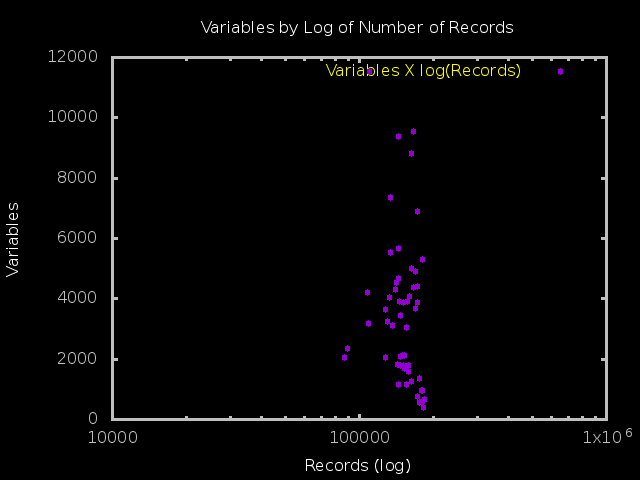 Variables by Log of Number of Records
12000
Variables X log(Records)
10000
8000
6000
4000
2000
0
10000 100000 1x10^6
Variables
Records (log)